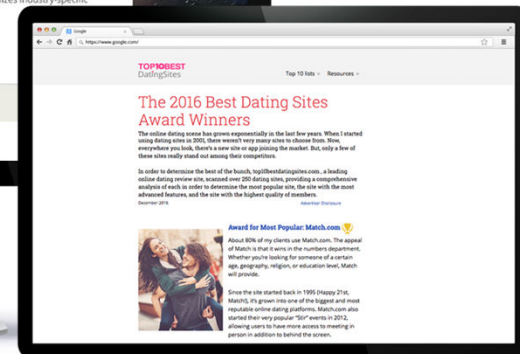 izes industry-specific
Google
https://www.google.com/
TOP10BEST
DatingSites
Top 10 lists
Resources
The 2016 Best Dating Sites
Award Winners
The online dating scene has grown exponentially in the last few years. When I started
using dating sites in 2001, there weren't very many sites to choose from. Now,
everywhere you look, there's a new site or app joining the market. But, only a few of
these sites really stand out among their competitors.
In order to determine the best of the bunch, top10bestdatingsites.com , a leading
online dating review site, scanned over 250 dating sites, providing a comprehensive
analysis of each in order to determine the most popular site, the site with the most
advanced features, and the site with the highest quality of members.
December 2016
Advertiser Disclosure
Award for Most Popular: Match.com
About 80% of my clients use Match.com. The appeal
of Match is that it wins in the numbers department.
Whether you're looking for someone of a certain
age, geography, religion, or education level, Match
will provide.
Since the site started back in 1995 (Happy 21st,
Match!), it's grown into one of the biggest and most
reputable online dating platforms. Match.com also
started their very popular "Stir" events in 2012,
allowing users to have more access to meeting in
person in addition to behind the screen.